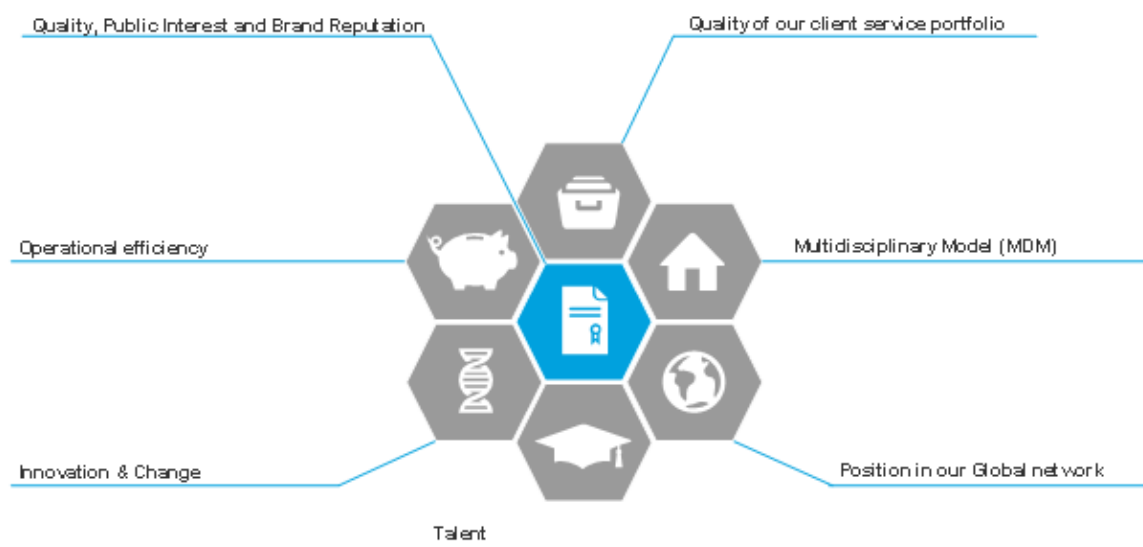 Quality, Public Interest and Brand Reputation
Quality of our client service portfolio
Operational efficiency
Multidisciplinary Model (MDM)
Innovation & Change
Position in our Global network
Talent